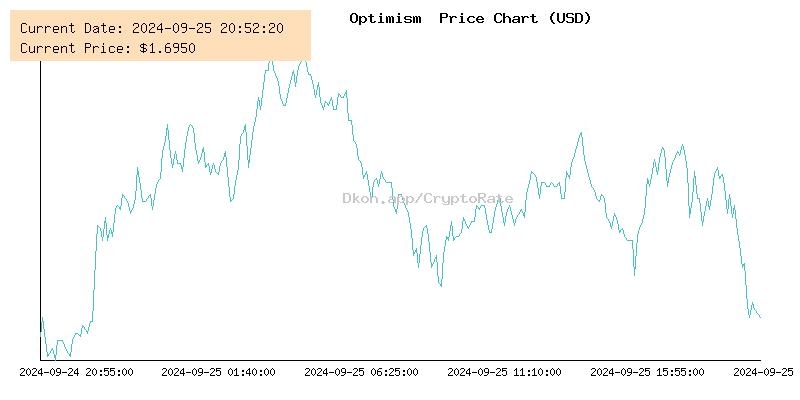 Optimism Price Chart (USD)
Current Date: 2024-09-25 20:52:20
Current Price: $1.6950
Dkon.app/CryptoRate
2024-09-24 20:55:00 2024-09-25 01:40:00 2024-09-25 06:25:00 2024-09-25 11:10:00 2024-09-25 15:55:00 2024-09-25